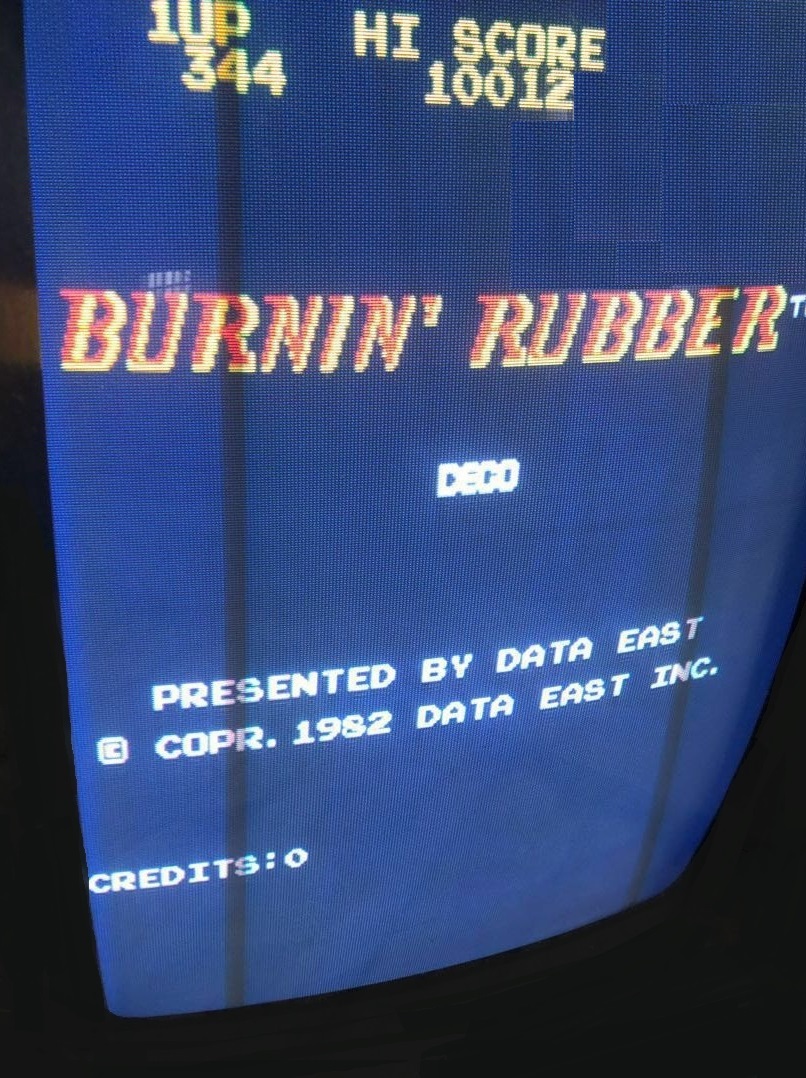 1UP HI SCORE
344 10012
BURNIN' RUBBER TM
DECO
PRESENTED BY DATA EAST
© COPR. 1982 DATA EAST INC.
CREDITS:0